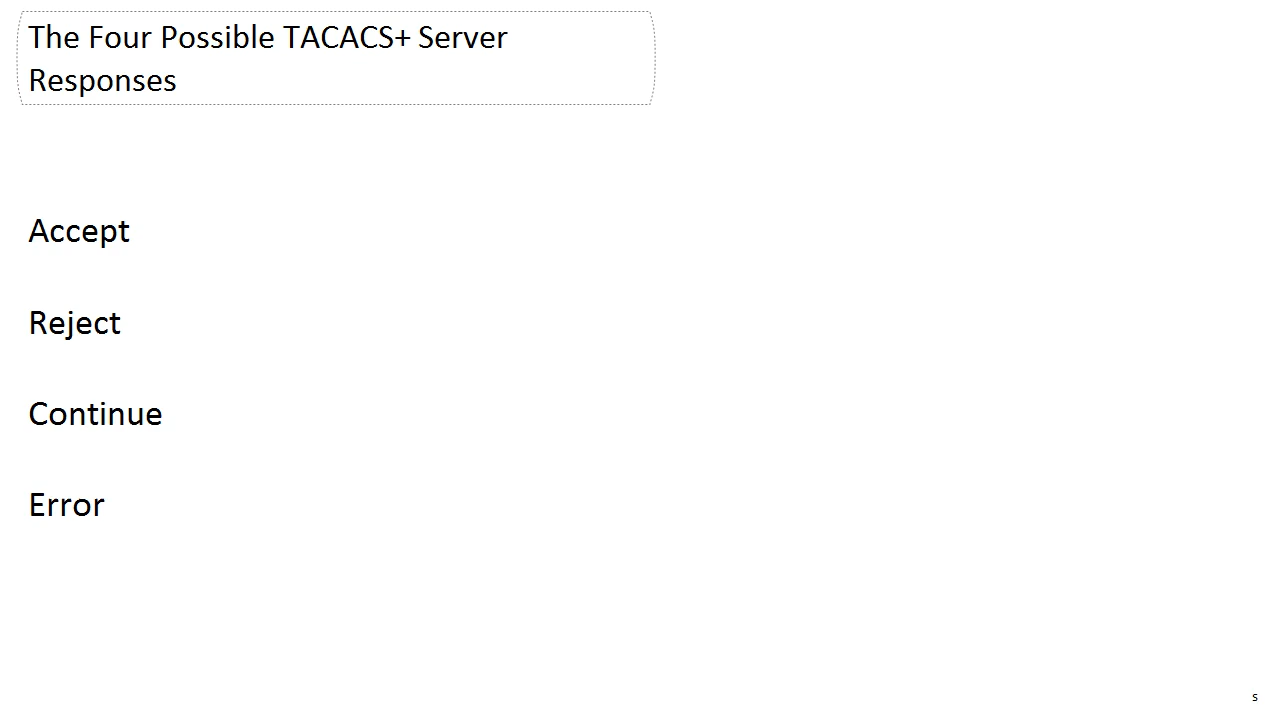 The Four Possible TACACS+ Server
Responses
Accept
Reject
Continue
Error
s